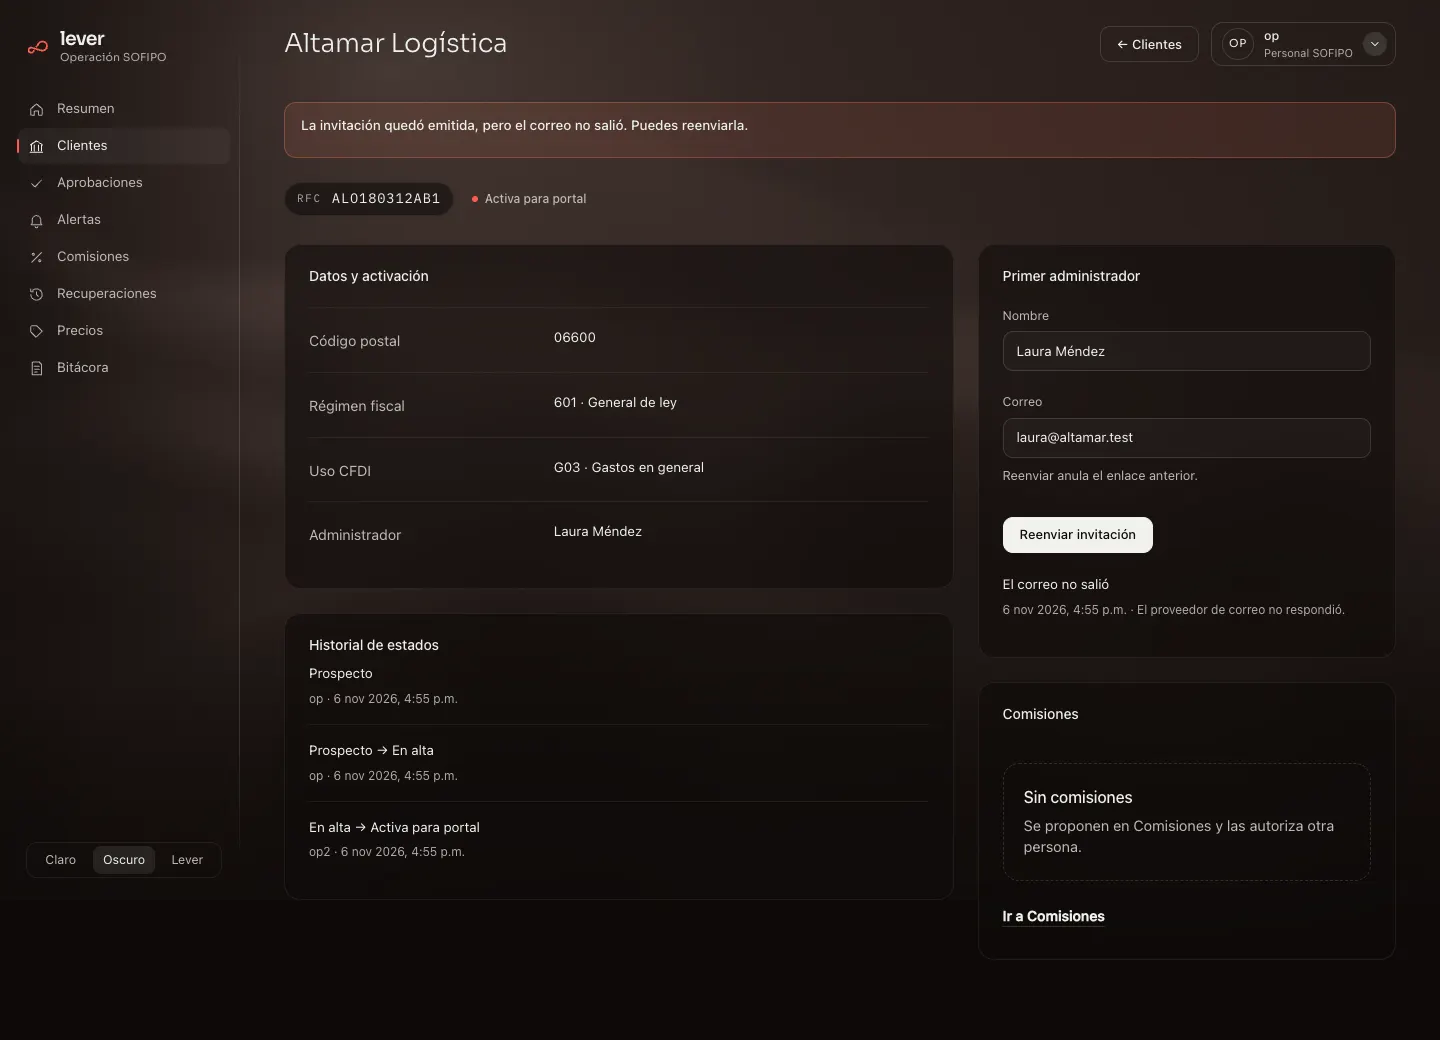 lever
Operación SOFIPO
Resumen
Clientes
Aprobaciones
Alertas
Comisiones
Recuperaciones
Precios
Bitácora
Claro
Oscuro
Lever
Altamar Logística
← Clientes
OP
op
Personal SOFIPO
La invitación quedó emitida, pero el correo no salió. Puedes reenviarla.
RFC ALO180312AB1
Activa para portal
Datos y activación
Código postal
06600
Régimen fiscal
601 · General de ley
Uso CFDI
G03 · Gastos en general
Administrador
Laura Méndez
Historial de estados
Prospecto
op · 6 nov 2026, 4:55 p.m.
Prospecto → En alta
op · 6 nov 2026, 4:55 p.m.
En alta → Activa para portal
op2 · 6 nov 2026, 4:55 p.m.
Primer administrador
Nombre
Laura Méndez
Correo
laura@altamar.test
Reenviar anula el enlace anterior.
Reenviar invitación
El correo no salió
6 nov 2026, 4:55 p.m. · El proveedor de correo no respondió.
Comisiones
Sin comisiones
Se proponen en Comisiones y las autoriza otra
persona.
Ir a Comisiones